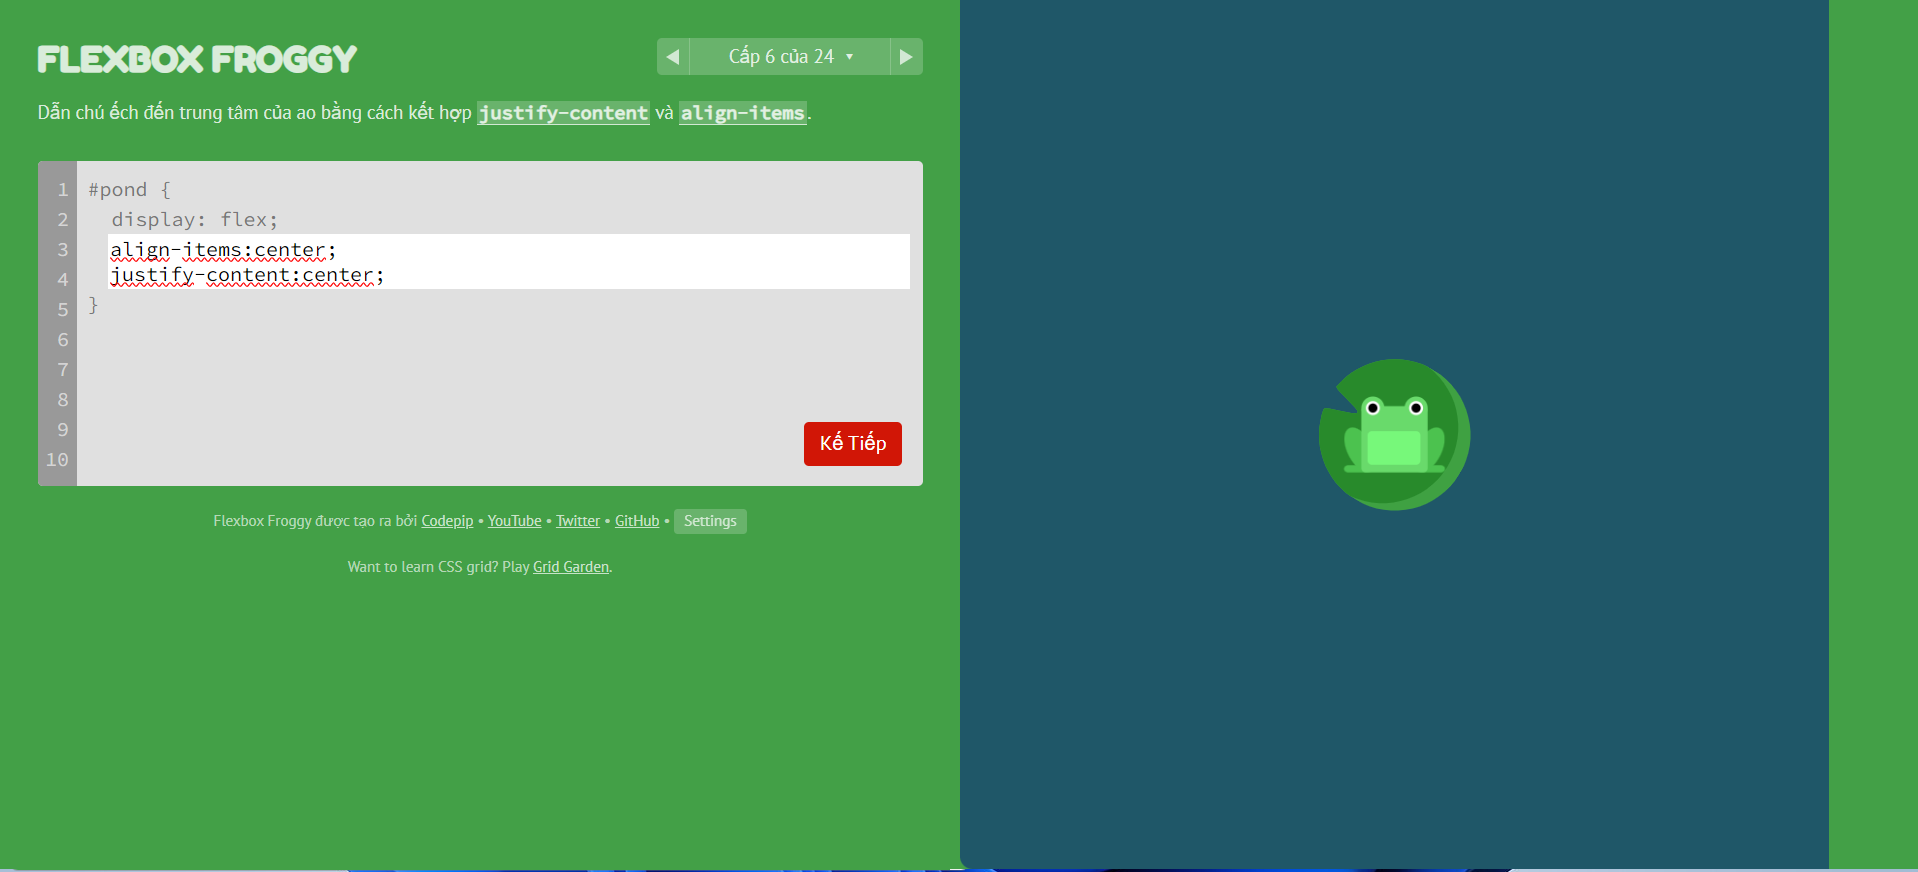 FLEXBOX FROGGY
◀ Cấp 6 của 24 ▼ ▶
Dẫn chú ếch đến trung tâm của ao bằng cách kết hợp justify-content và align-items.
1 #pond {
2 display: flex;
3 align-items:center;
4 justify-content:center;
5 }
6
7
8
9
10
Kế Tiếp
Flexbox Froggy được tạo ra bởi Codepip • YouTube • Twitter • GitHub • Settings
Want to learn CSS grid? Play Grid Garden.